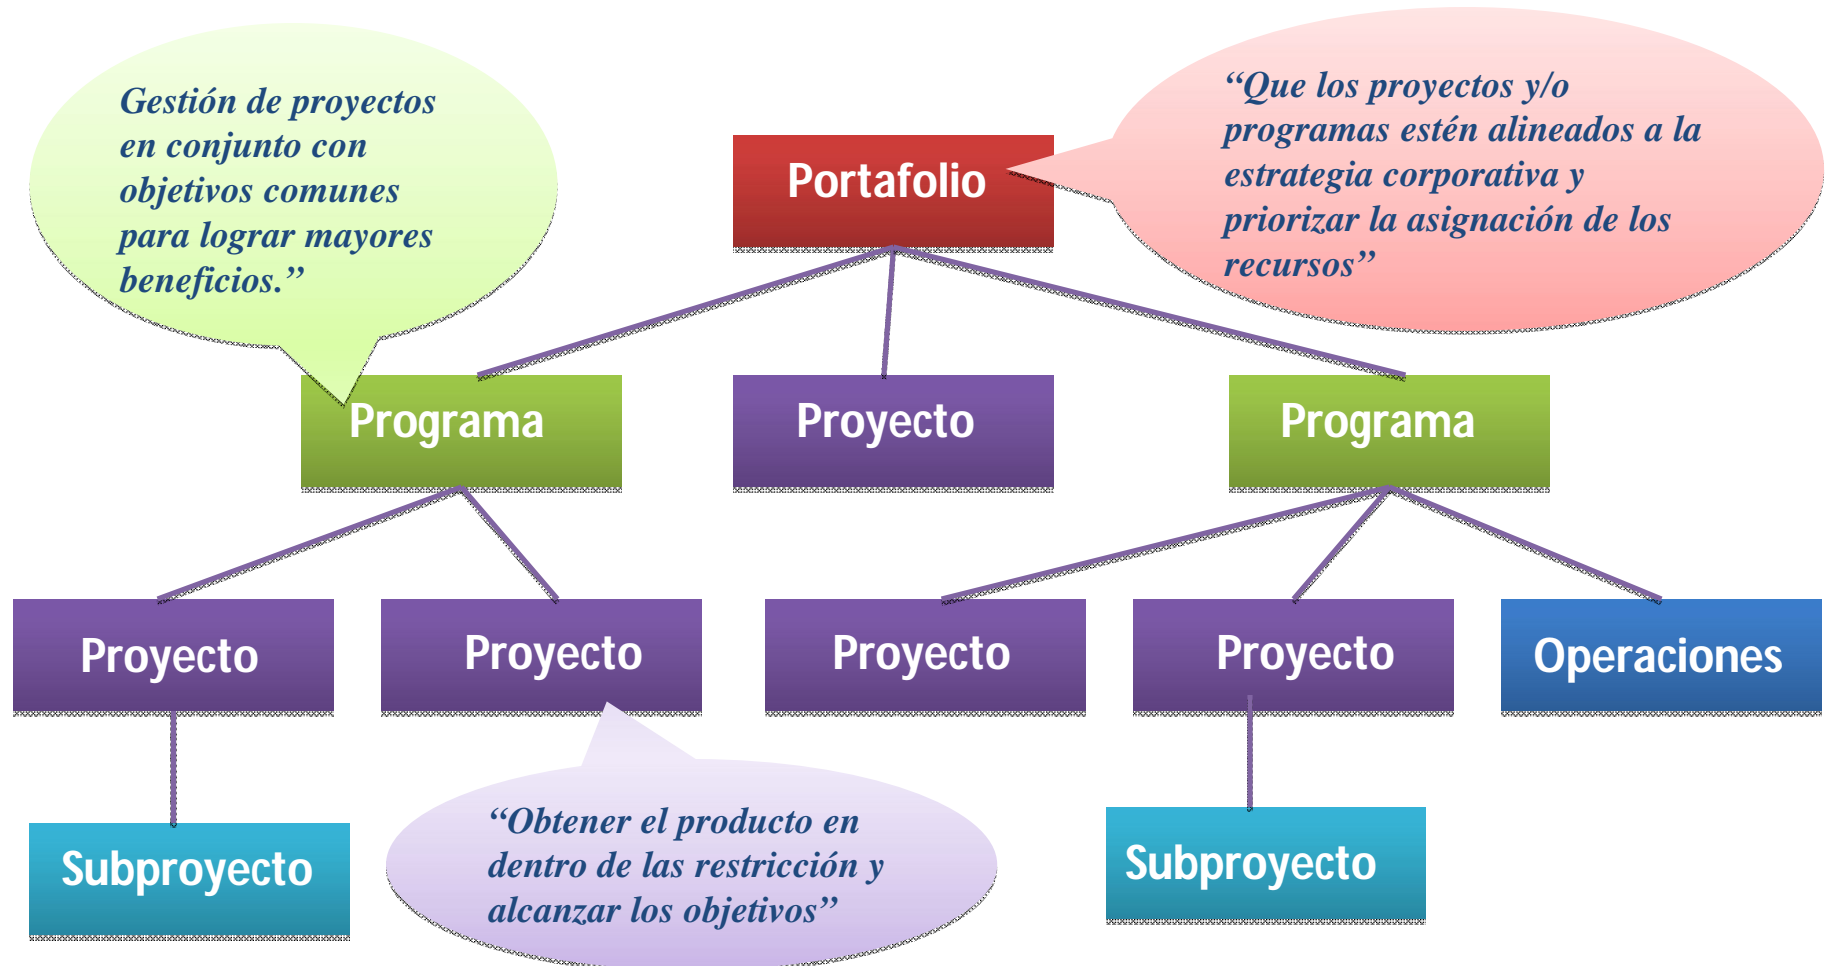 Gestión de proyectos
en conjunto con
objetivos comunes
para lograr mayores
beneficios.”
“Que los proyectos y/o
programas estén alineados a la
estrategia corporativa y
priorizar la asignación de los
recursos”
Portafolio
Programa
Proyecto
Programa
Proyecto
Proyecto
Proyecto
Proyecto
Operaciones
“Obtener el producto en
dentro de las restricción y
alcanzar los objetivos”
Subproyecto
Subproyecto